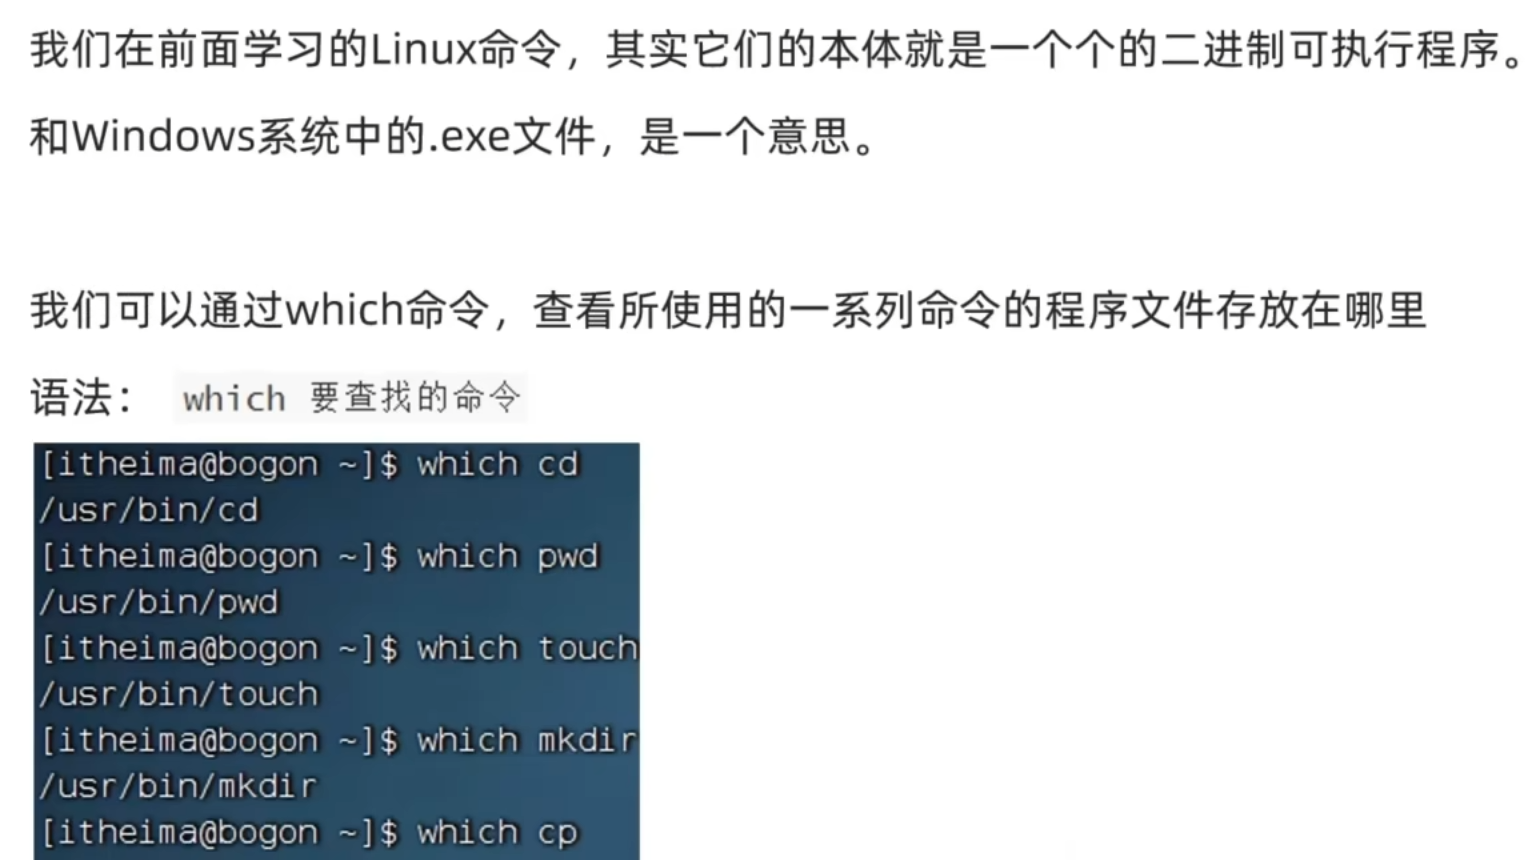 我们在前面学习的Linux命令，其实它们的本体就是一个个的二进制可执行程序。
和Windows系统中的.exe文件，是一个意思。
我们可以通过which命令，查看所使用的一系列命令的程序文件存放在哪里
语法： which 要查找的命令
[itheima@bogon ~]$ which cd
/usr/bin/cd
[itheima@bogon ~]$ which pwd
/usr/bin/pwd
[itheima@bogon ~]$ which touch
/usr/bin/touch
[itheima@bogon ~]$ which mkdir
/usr/bin/mkdir
[itheima@bogon ~]$ which cp